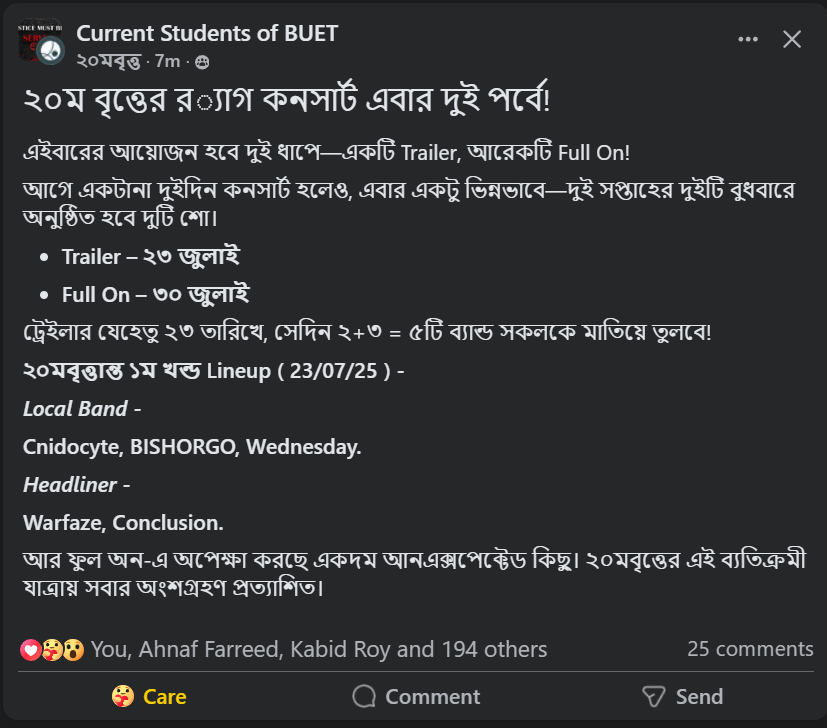 STICE MUST BE
Current Students of BUET
২০মবৃন্ত · 7m ·
২০ম বৃন্তের র‍্যাগ কনসার্ট এবার দুই পর্বে!
এইবারের আয়োজন হবে দুই ধাপে—একটি Trailer, আরেকটি Full On!
আগে একটানা দুইদিন কনসার্ট হলেও, এবার একটু ভিন্নভাবে—দুই সপ্তাহের দুইটি বুধবারে
অনুষ্ঠিত হবে দুটি শো।
• Trailer – ২৩ জুলাই
• Full On – ৩০ জুলাই
ট্রেইলার যেহেতু ২৩ তারিখে, সেদিন ২+৩ = ৫টি ব্যান্ড সকলকে মাতিয়ে তুলবে!
২০মবৃত্তান্ত ১ম খন্ড Lineup ( 23/07/25 ) -
Local Band -
Cnidocyte, BISHORGO, Wednesday.
Headliner -
Warfaze, Conclusion.
আর ফুল অন-এ অপেক্ষা করছে একদম আনএক্সপেক্টেড কিছু। ২০মবৃন্তের এই ব্যতিক্রমী
যাত্রায় সবার অংশগ্রহণ প্রত্যাশিত।
You, Ahnaf Farreed, Kabid Roy and 194 others
25 comments
Care
Comment
Send